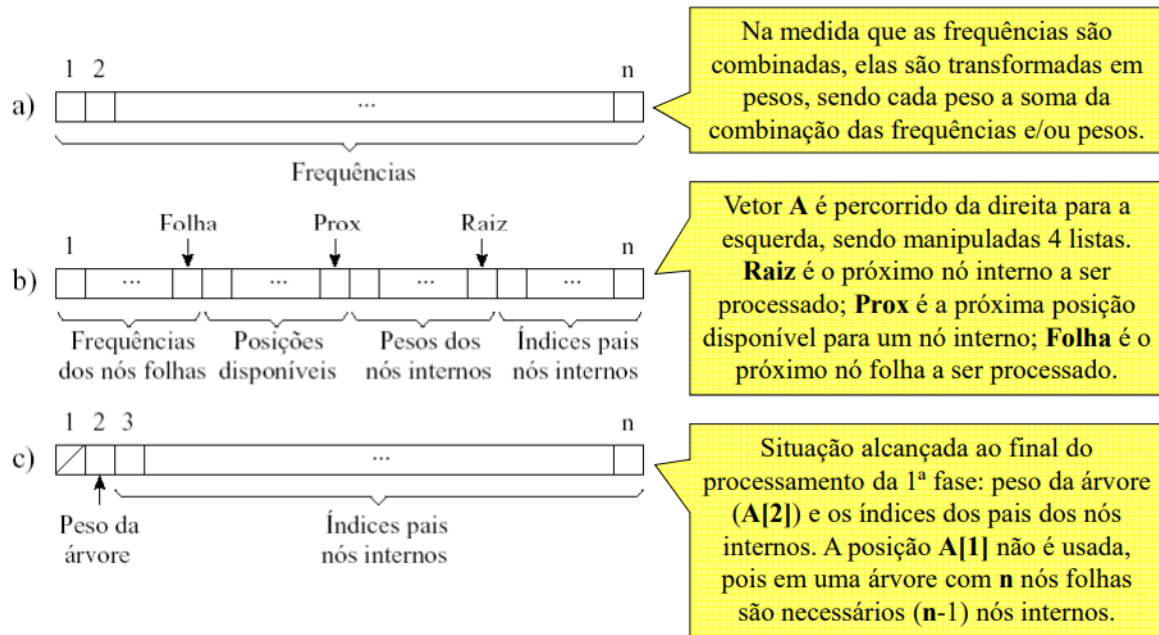 1 2 n
a) ...
Frequências
Na medida que as frequências são
combinadas, elas são transformadas em
pesos, sendo cada peso a soma da
combinação das frequências e/ou pesos.
1 Folha Prox Raiz n
b) ... ... ... ...
Frequências
dos nós folhas
Posições
disponíveis
Pesos dos
nós internos
Índices pais
nós internos
Vetor A é percorrido da direita para a
esquerda, sendo manipuladas 4 listas.
Raiz é o próximo nó interno a ser
processado; Prox é a próxima posição
disponível para um nó interno; Folha é o
próximo nó folha a ser processado.
1 2 3 n
c) ...
Peso da
árvore
Índices pais
nós internos
Situação alcançada ao final do
processamento da 1ª fase: peso da árvore
(A[2]) e os índices dos pais dos nós
internos. A posição A[1] não é usada,
pois em uma árvore com n nós folhas
são necessários (n-1) nós internos.